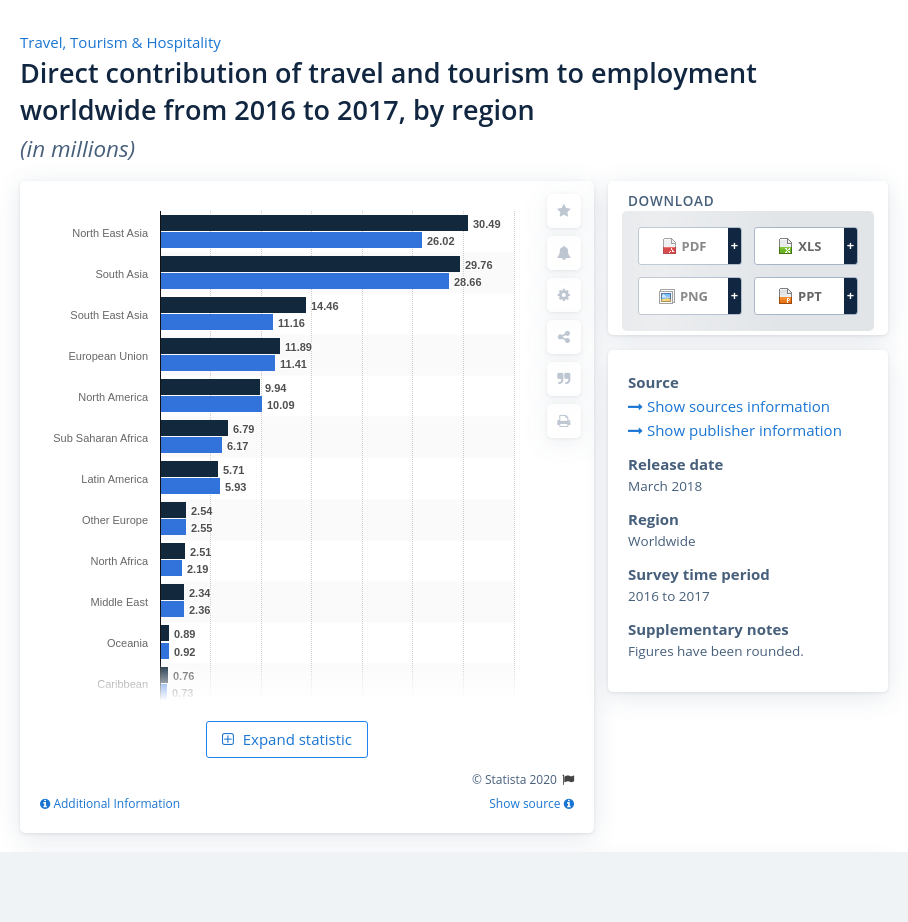 Travel, Tourism & Hospitality
Direct contribution of travel and tourism to employment
worldwide from 2016 to 2017, by region
(in millions)
North East Asia
30.49
26.02
South Asia
29.76
28.66
South East Asia
14.46
11.16
European Union
11.89
11.41
North America
9.94
10.09
Sub Saharan Africa
6.79
6.17
Latin America
5.71
5.93
Other Europe
2.54
2.55
North Africa
2.51
2.19
Middle East
2.34
2.36
Oceania
0.89
0.92
Caribbean
0.76
0.73
Expand statistic
© Statista 2020
Additional Information
Show source
DOWNLOAD
PDF +
XLS +
PNG +
PPT +
Source
Show sources information
Show publisher information
Release date
March 2018
Region
Worldwide
Survey time period
2016 to 2017
Supplementary notes
Figures have been rounded.